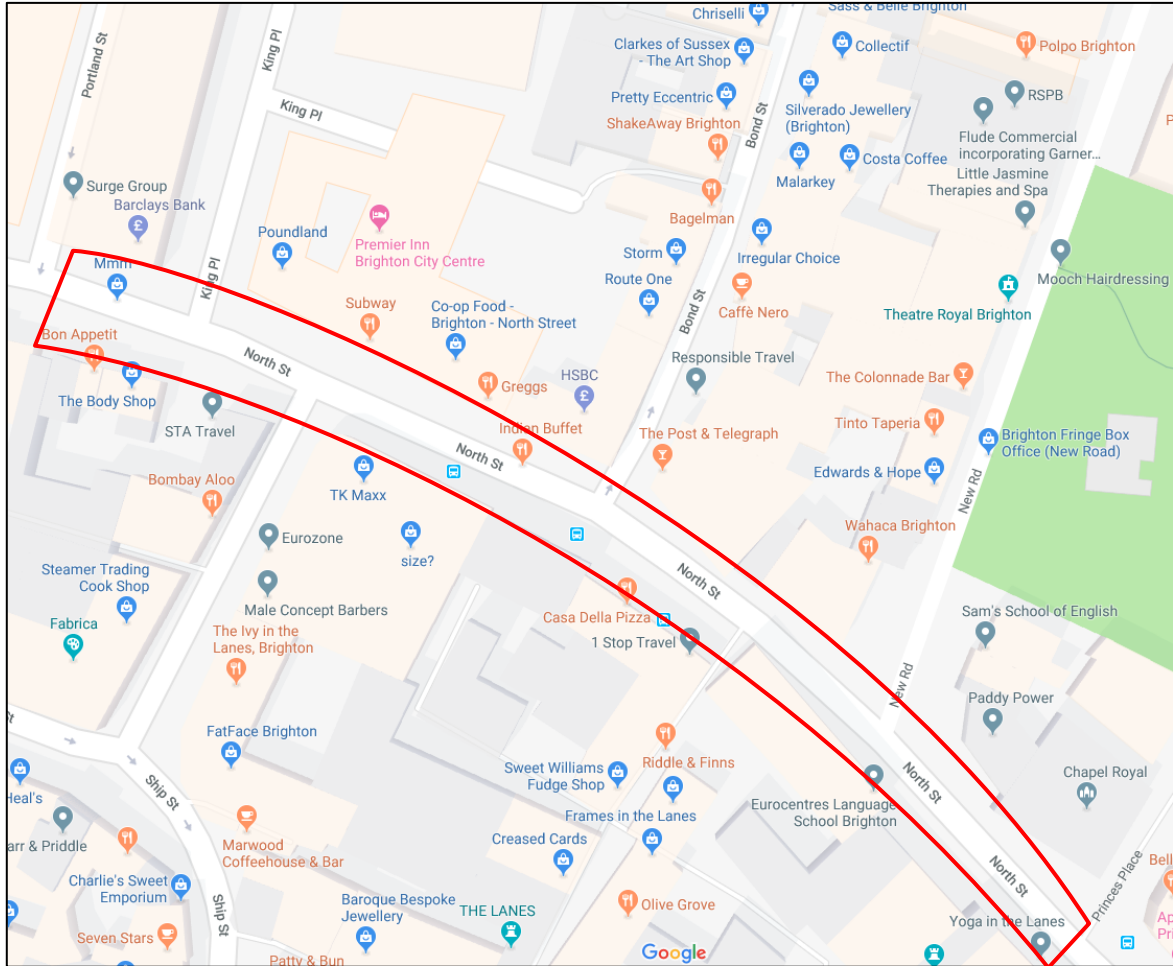 Chriselli
Sass & Belle Brighton
Portland St
King Pl
Clarkes of Sussex
- The Art Shop
Collectif
Polpo Brighton
Pretty Eccentric
Silverado Jewellery
(Brighton)
RSPB
King Pl
ShakeAway Brighton
Bond St
Flude Commercial
incorporating Garner...
Malarkey
Costa Coffee
Little Jasmine
Therapies and Spa
Surge Group
Barclays Bank
Bagelman
Poundland
Premier Inn
Brighton City Centre
Storm
Irregular Choice
Mmm
King Pl
Route One
Mooch Hairdressing
Subway
Co-op Food -
Brighton - North Street
Bond St
Caffè Nero
Theatre Royal Brighton
Bon Appetit
North St
HSBC
Responsible Travel
The Body Shop
Greggs
The Colonnade Bar
STA Travel
Indian Buffet
The Post & Telegraph
Tinto Taperia
Brighton Fringe Box
Office (New Road)
North St
Bombay Aloo
TK Maxx
Edwards & Hope
New Rd
Eurozone
size?
Wahaca Brighton
Steamer Trading
Cook Shop
North St
Male Concept Barbers
Casa Della Pizza
Sam's School of English
Fabrica
The Ivy in the
Lanes, Brighton
1 Stop Travel
New Rd
Paddy Power
St
FatFace Brighton
Riddle & Finns
Sweet Williams
Fudge Shop
North St
Chapel Royal
Ship St
Heal's
Frames in the Lanes
Eurocentres Language
School Brighton
arr & Priddle
Marwood
Coffeehouse & Bar
Creased Cards
North St
Princes Place
Bell
Charlie's Sweet
Emporium
Ship St
Baroque Bespoke
Jewellery
THE LANES
Olive Grove
Yoga in the Lanes
Ap
Pri
Seven Stars
Patty & Bun
Google
P